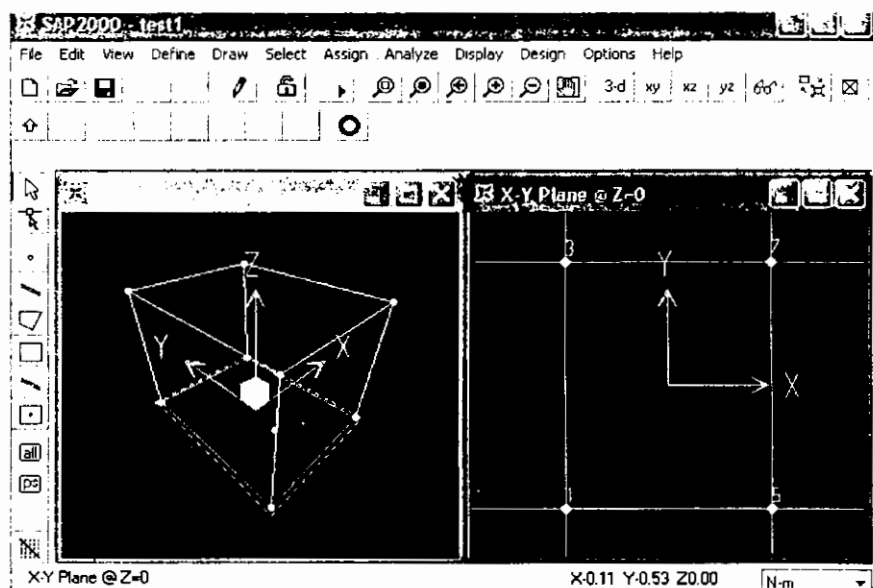 SAP2000 - test1
File Edit View Define Draw Select Assign Analyze Display Design Options Help
3-d xy xz yz
X-Y Plane @ Z=0
Z
Y
X
3
7
Y
X
1
5
all
X-Y Plane @ Z=0
X-0.11 Y-0.53 Z0.00
N-m